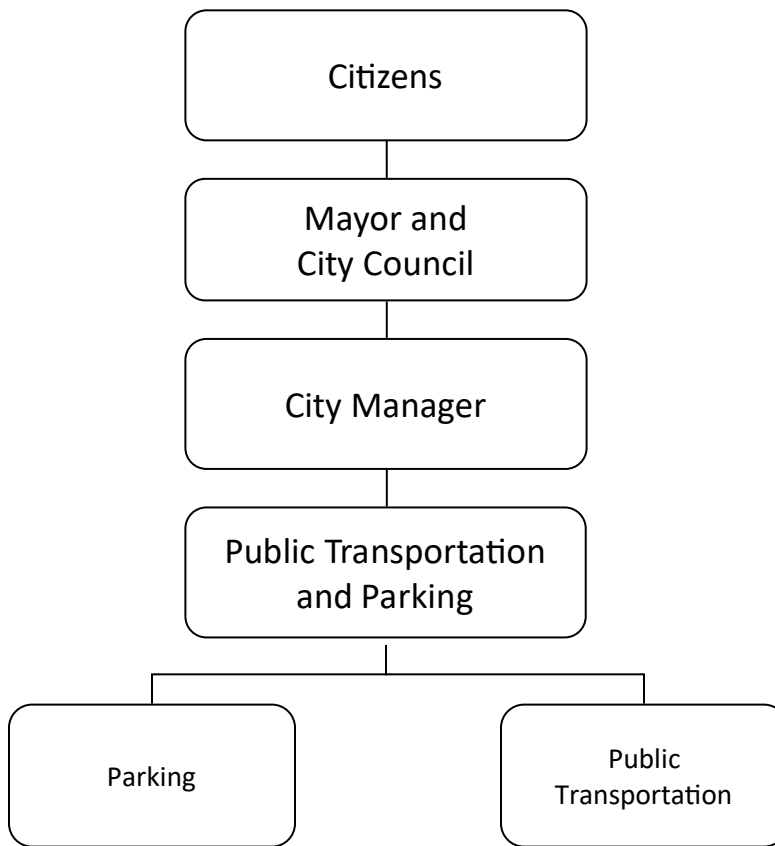 Citizens
Mayor and
City Council
City Manager
Public Transportation
and Parking
Parking
Public
Transportation